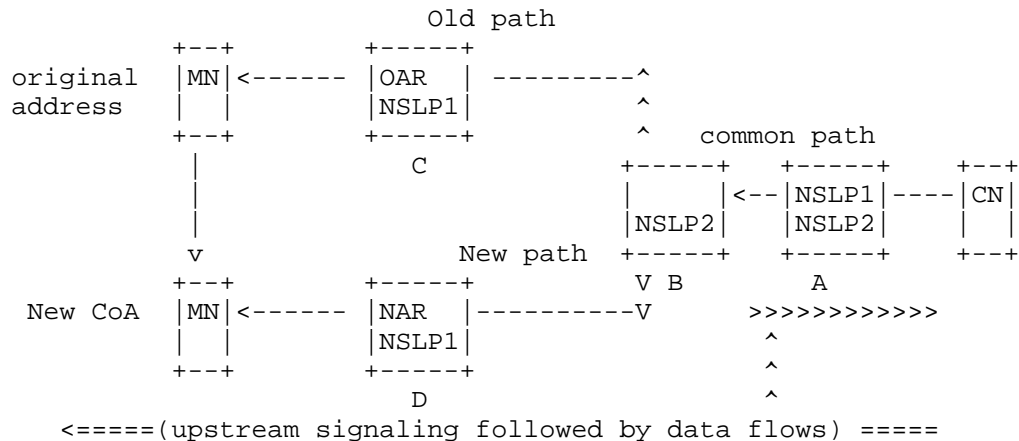 Old path
          +--+        +-----+
original  |MN|<------ |OAR  | ---------^
address   |  |        |NSLP1|          ^
          +--+        +-----+          ^   common path
           |             C          +-----+   +-----+    +--+
           |                        |     |<--|NSLP1|----|CN|
           |                        |NSLP2|   |NSLP2|    |  |
           v              New path  +-----+   +-----+    +--+
          +--+        +-----+        V B         A
 New CoA  |MN|<------ |NAR  |----------V    >>>>>>>>>>>>
          |  |        |NSLP1|                ^
          +--+        +-----+                ^
                         D                   ^
   <=====(upstream signaling followed by data flows) =====